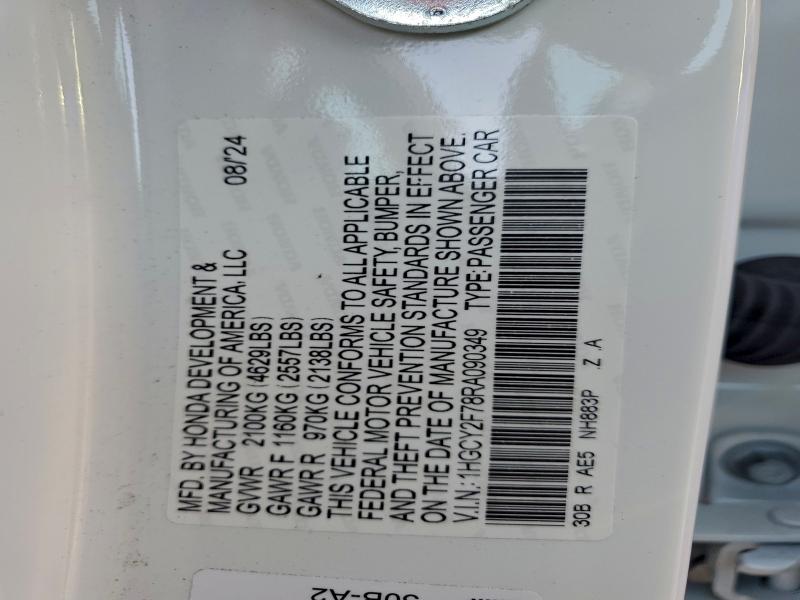 MFD. BY HONDA DEVELOPMENT &
MANUFACTURING OF AMERICA, LLC 08/'24
GVWR 2100KG (4629LBS)
GAWR F 1160KG (2557LBS)
GAWR R 970KG (2138LBS)
THIS VEHICLE CONFORMS TO ALL APPLICABLE
FEDERAL MOTOR VEHICLE SAFETY, BUMPER,
AND THEFT PREVENTION STANDARDS IN EFFECT
ON THE DATE OF MANUFACTURE SHOWN ABOVE.
V.I.N.:1HGCY2F78RA090349 TYPE:PASSENGER CAR
30B R AE5 NH883P .Z A
30B-A2